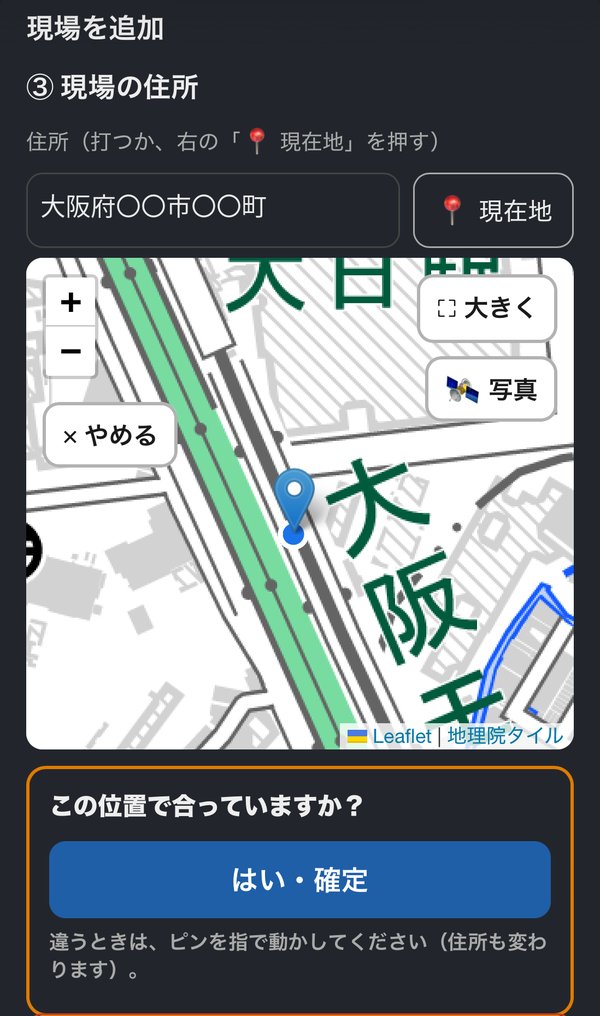 現場を追加
③ 現場の住所
住所（打つか、右の「📍 現在地」を押す）
大阪府〇〇市〇〇町
📍 現在地
+
−
⛶ 大きく
🛰 写真
× やめる
大阪天
Leaflet | 地理院タイル
この位置で合っていますか？
はい・確定
違うときは、ピンを指で動かしてください（住所も変わ
ります）。